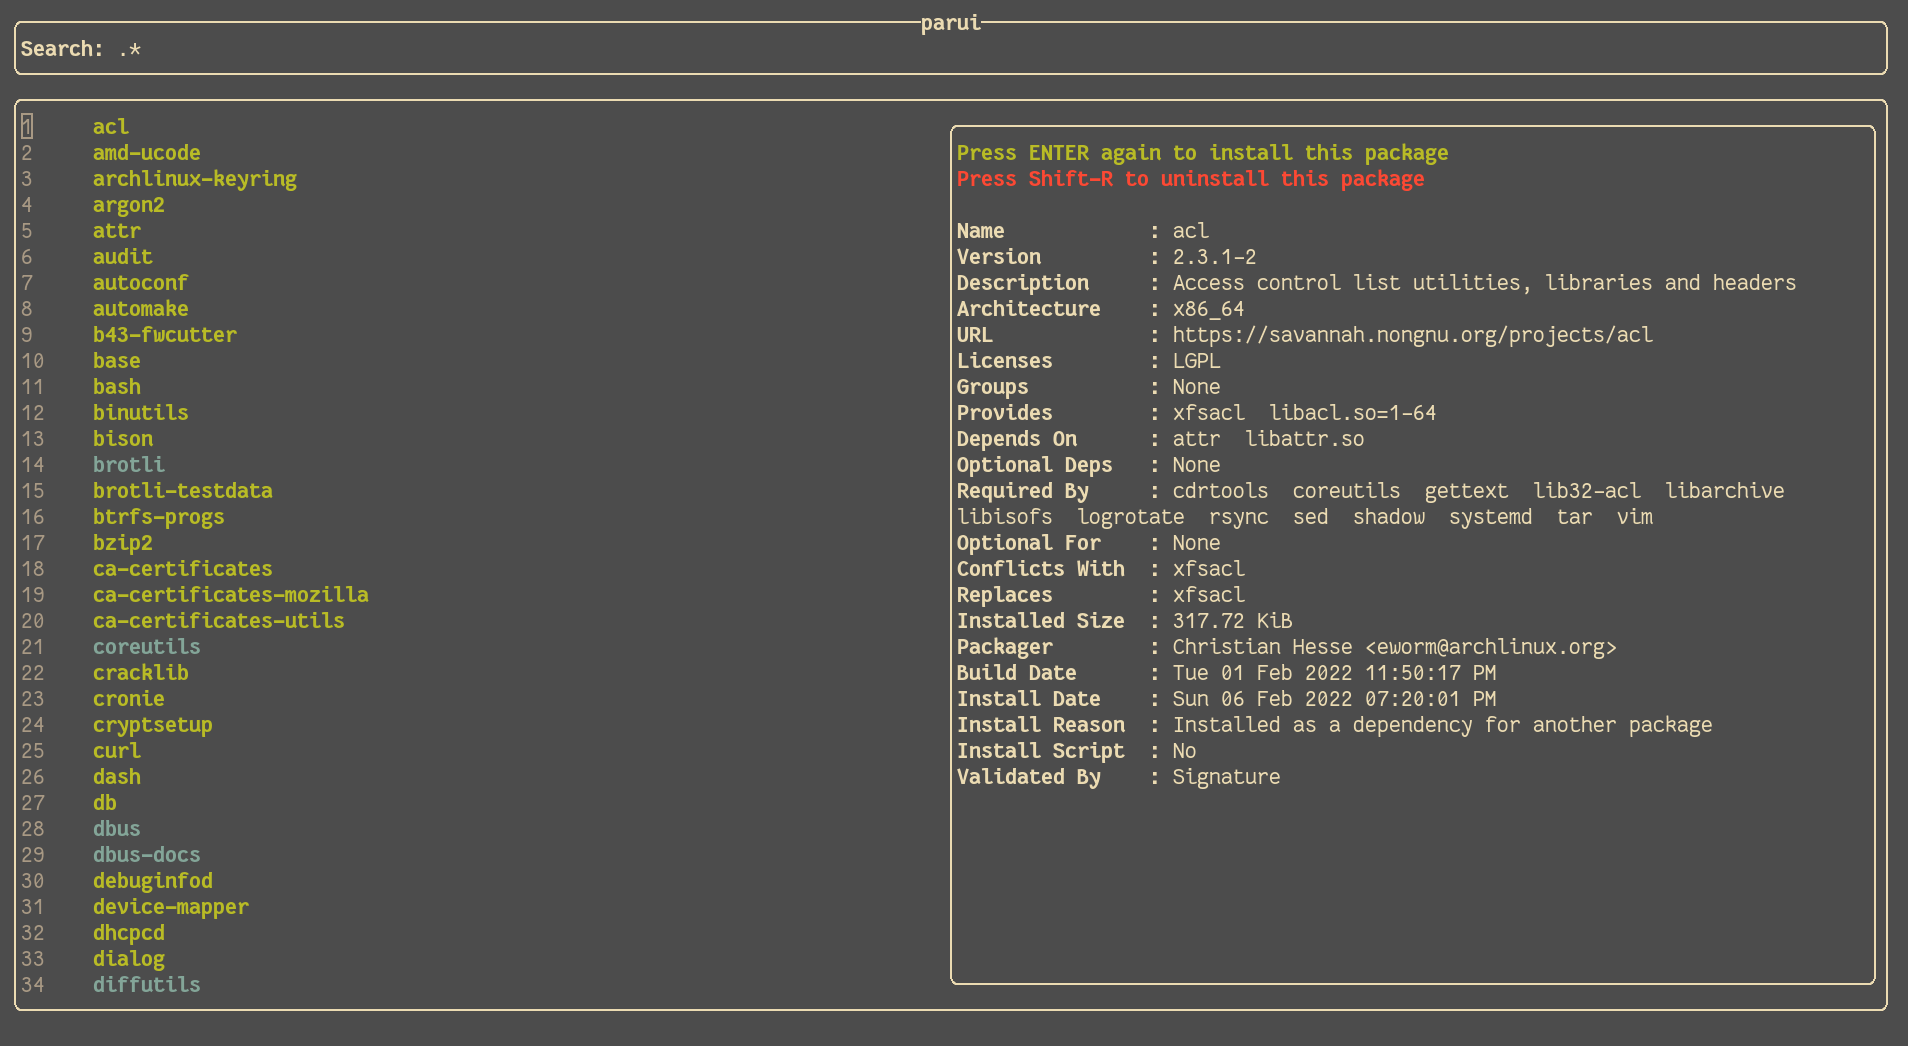 parui
Search: .*
1 acl
2 amd-ucode
3 archlinux-keyring
4 argon2
5 attr
6 audit
7 autoconf
8 automake
9 b43-fwcutter
10 base
11 bash
12 binutils
13 bison
14 brotli
15 brotli-testdata
16 btrfs-progs
17 bzip2
18 ca-certificates
19 ca-certificates-mozilla
20 ca-certificates-utils
21 coreutils
22 cracklib
23 cronie
24 cryptsetup
25 curl
26 dash
27 db
28 dbus
29 dbus-docs
30 debuginfod
31 device-mapper
32 dhcpcd
33 dialog
34 diffutils
Press ENTER again to install this package
Press Shift-R to uninstall this package
Name : acl
Version : 2.3.1-2
Description : Access control list utilities, libraries and headers
Architecture : x86_64
URL : https://savannah.nongnu.org/projects/acl
Licenses : LGPL
Groups : None
Provides : xfsacl libacl.so=1-64
Depends On : attr libattr.so
Optional Deps : None
Required By : cdrtools coreutils gettext lib32-acl libarchive
libisofs logrotate rsync sed shadow systemd tar vim
Optional For : None
Conflicts With : xfsacl
Replaces : xfsacl
Installed Size : 317.72 KiB
Packager : Christian Hesse <eworm@archlinux.org>
Build Date : Tue 01 Feb 2022 11:50:17 PM
Install Date : Sun 06 Feb 2022 07:20:01 PM
Install Reason : Installed as a dependency for another package
Install Script : No
Validated By : Signature